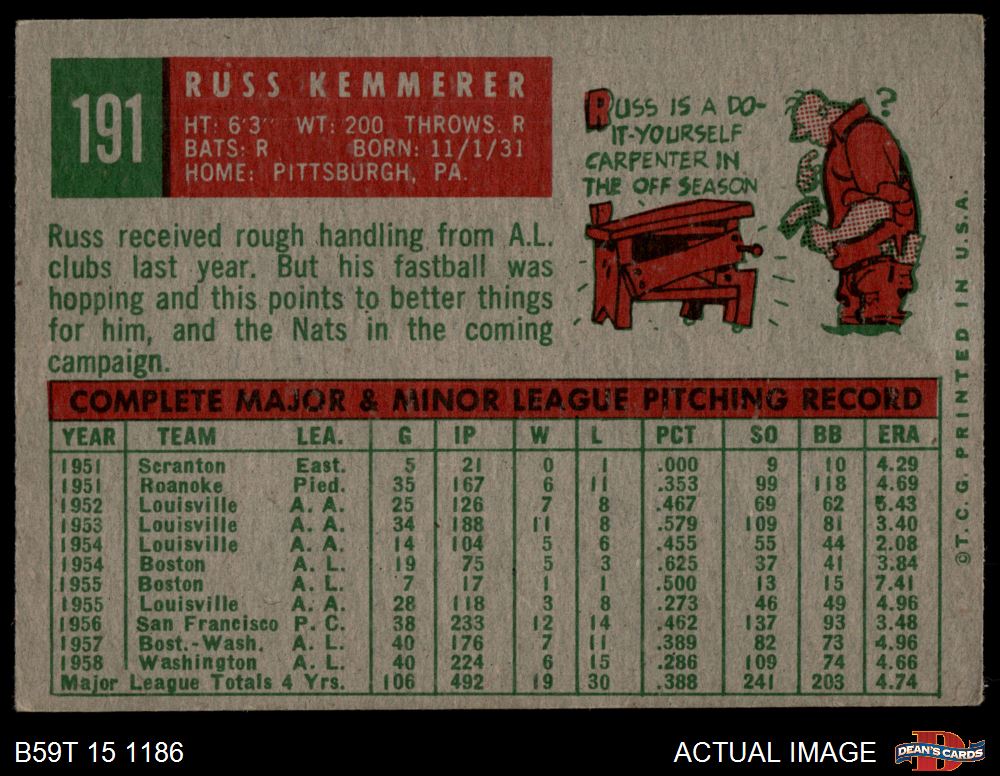 191
RUSS KEMMERER
HT: 6'3" WT: 200 THROWS: R
BATS: R BORN: 11/1/31
HOME: PITTSBURGH, PA.
RUSS IS A DO-
IT-YOURSELF
CARPENTER IN
THE OFF SEASON
?
Russ received rough handling from A.L.
clubs last year. But his fastball was
hopping and this points to better things
for him, and the Nats in the coming
campaign.
COMPLETE MAJOR & MINOR LEAGUE PITCHING RECORD
YEAR TEAM LEA. G IP W L PCT SO BB ERA
1951 Scranton East. 5 21 0 1 .000 9 10 4.29
1951 Roanoke Pied. 35 167 6 11 .353 99 118 4.69
1952 Louisville A. A. 25 126 7 8 .467 69 62 5.43
1953 Louisville A. A. 34 188 11 8 .579 109 81 3.40
1954 Louisville A. A. 14 104 5 6 .455 55 44 2.08
1954 Boston A. L. 19 75 5 3 .625 37 41 3.84
1955 Boston A. L. 7 17 1 1 .500 13 15 7.41
1955 Louisville A. A. 28 118 3 8 .273 46 49 4.96
1956 San Francisco P. C. 38 233 12 14 .462 137 93 3.48
1957 Bost.-Wash. A. L. 40 176 7 11 .389 82 73 4.96
1958 Washington A. L. 40 224 6 15 .286 109 74 4.66
Major League Totals 4 Yrs. 106 492 19 30 .388 241 203 4.74
©T.C.G. PRINTED IN U.S.A.
B59T 15 1186
ACTUAL IMAGE
DEAN'S CARDS